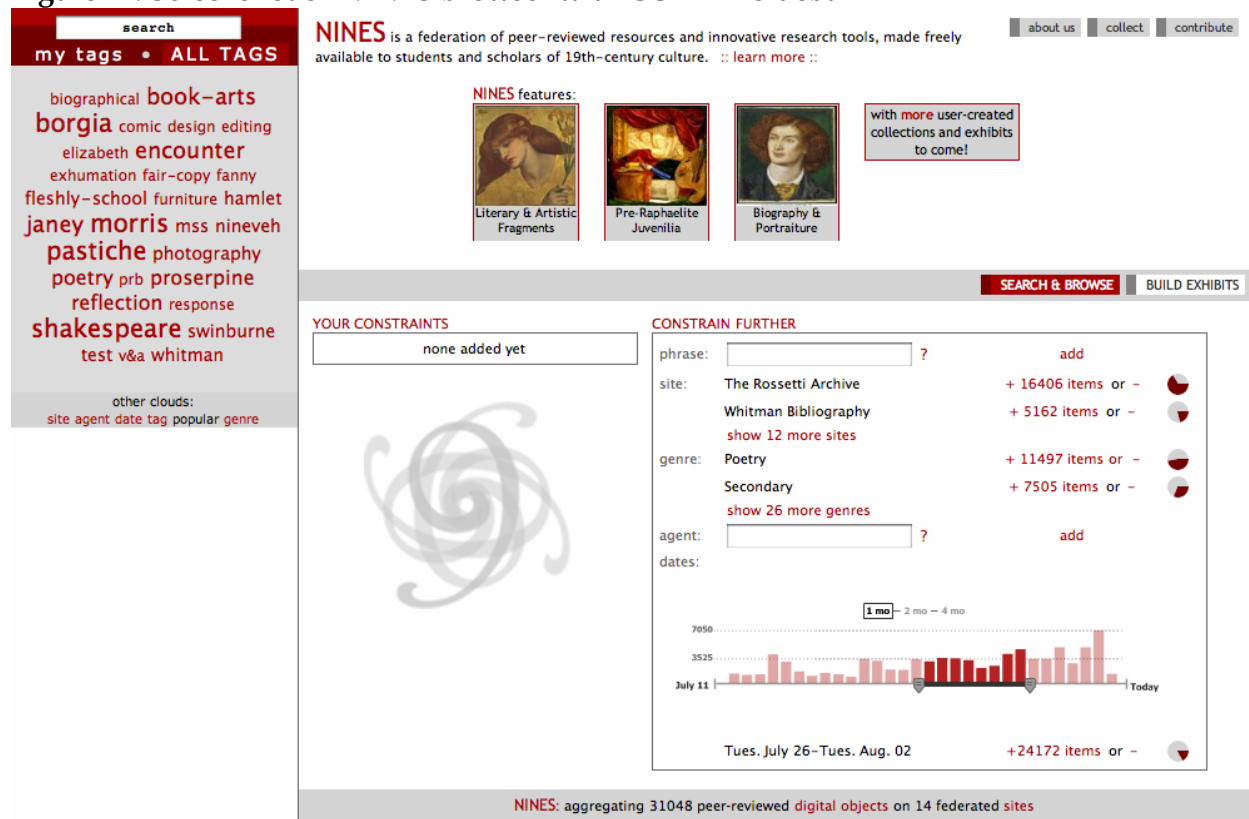 search
my tags • ALL TAGS
biographical book-arts
borgia comic design editing
elizabeth encounter
exhumation fair-copy fanny
fleshly-school furniture hamlet
janey morris mss nineveh
pastiche photography
poetry prb proserpine
reflection response
shakespeare swinburne
test v&a whitman
other clouds:
site agent date tag popular genre
NINES is a federation of peer-reviewed resources and innovative research tools, made freely
available to students and scholars of 19th-century culture. :: learn more ::
about us collect contribute
NINES features:
Literary & Artistic
Fragments
Pre-Raphaelite
Juvenilia
Biography &
Portraiture
with more user-created
collections and exhibits
to come!
SEARCH & BROWSE BUILD EXHIBITS
YOUR CONSTRAINTS
none added yet
CONSTRAIN FURTHER
phrase: ? add
site: The Rossetti Archive + 16406 items or -
Whitman Bibliography + 5162 items or -
show 12 more sites
genre: Poetry + 11497 items or -
Secondary + 7505 items or -
show 26 more genres
agent: ? add
dates:
1 mo - 2 mo - 4 mo
7050
3525
July 11 Today
Tues. July 26-Tues. Aug. 02 +24172 items or -
NINES: aggregating 31048 peer-reviewed digital objects on 14 federated sites